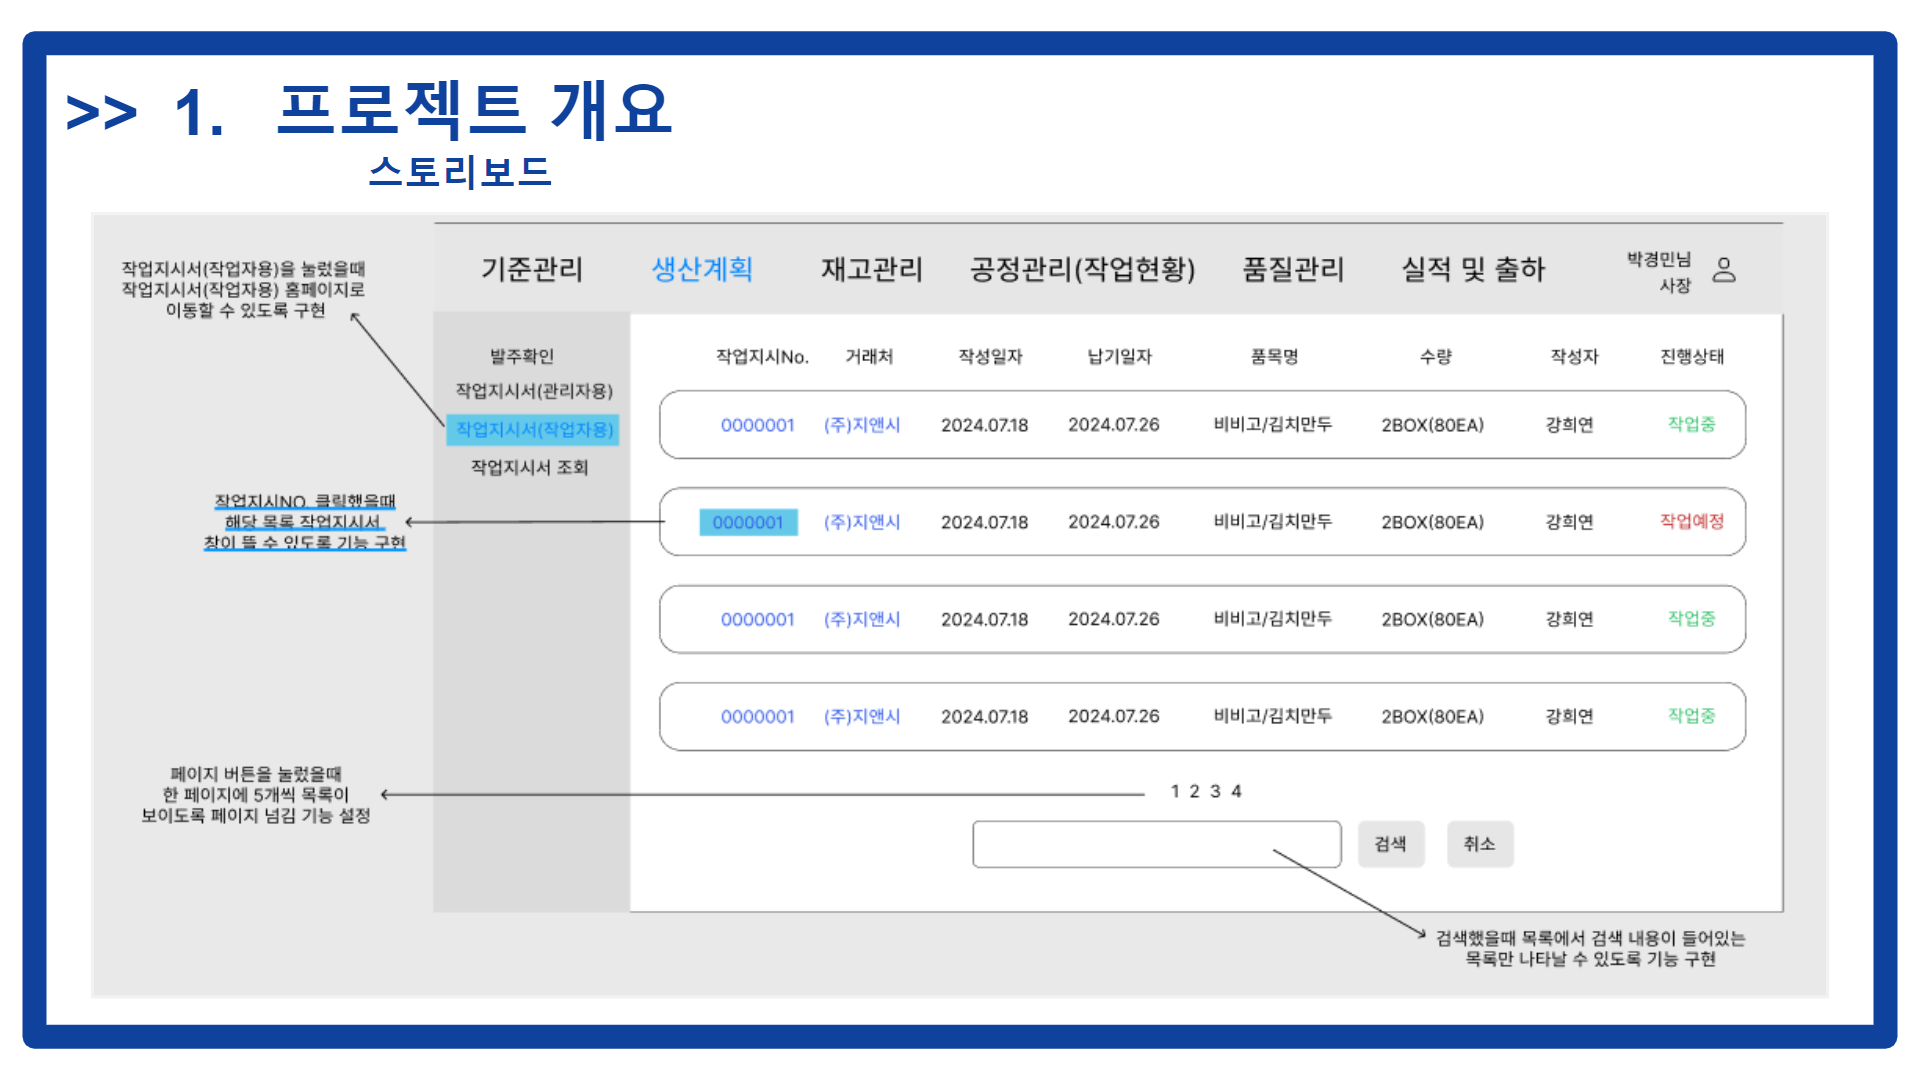 >> 1. 프로젝트 개요
스토리보드
작업지시서(작업자용)을 눌렀을때
작업지시서(작업자용) 홈페이지로
이동할 수 있도록 구현
기준관리 생산계획 재고관리 공정관리(작업현황) 품질관리 실적 및 출하
박경민님
사장
발주확인
작업지시서(관리자용)
작업지시서(작업자용)
작업지시서 조회
작업지시No. 거래처 작성일자 납기일자 품목명 수량 작성자 진행상태
0000001 (주)지앤시 2024.07.18 2024.07.26 비비고/김치만두 2BOX(80EA) 강희연 작업중
0000001 (주)지앤시 2024.07.18 2024.07.26 비비고/김치만두 2BOX(80EA) 강희연 작업예정
0000001 (주)지앤시 2024.07.18 2024.07.26 비비고/김치만두 2BOX(80EA) 강희연 작업중
0000001 (주)지앤시 2024.07.18 2024.07.26 비비고/김치만두 2BOX(80EA) 강희연 작업중
작업지시NO. 클릭했을때
해당 목록 작업지시서
창이 뜰 수 있도록 기능 구현
페이지 버튼을 눌렀을때
한 페이지에 5개씩 목록이
보이도록 페이지 넘김 기능 설정
1 2 3 4
검색 취소
검색했을때 목록에서 검색 내용이 들어있는
목록만 나타날 수 있도록 기능 구현